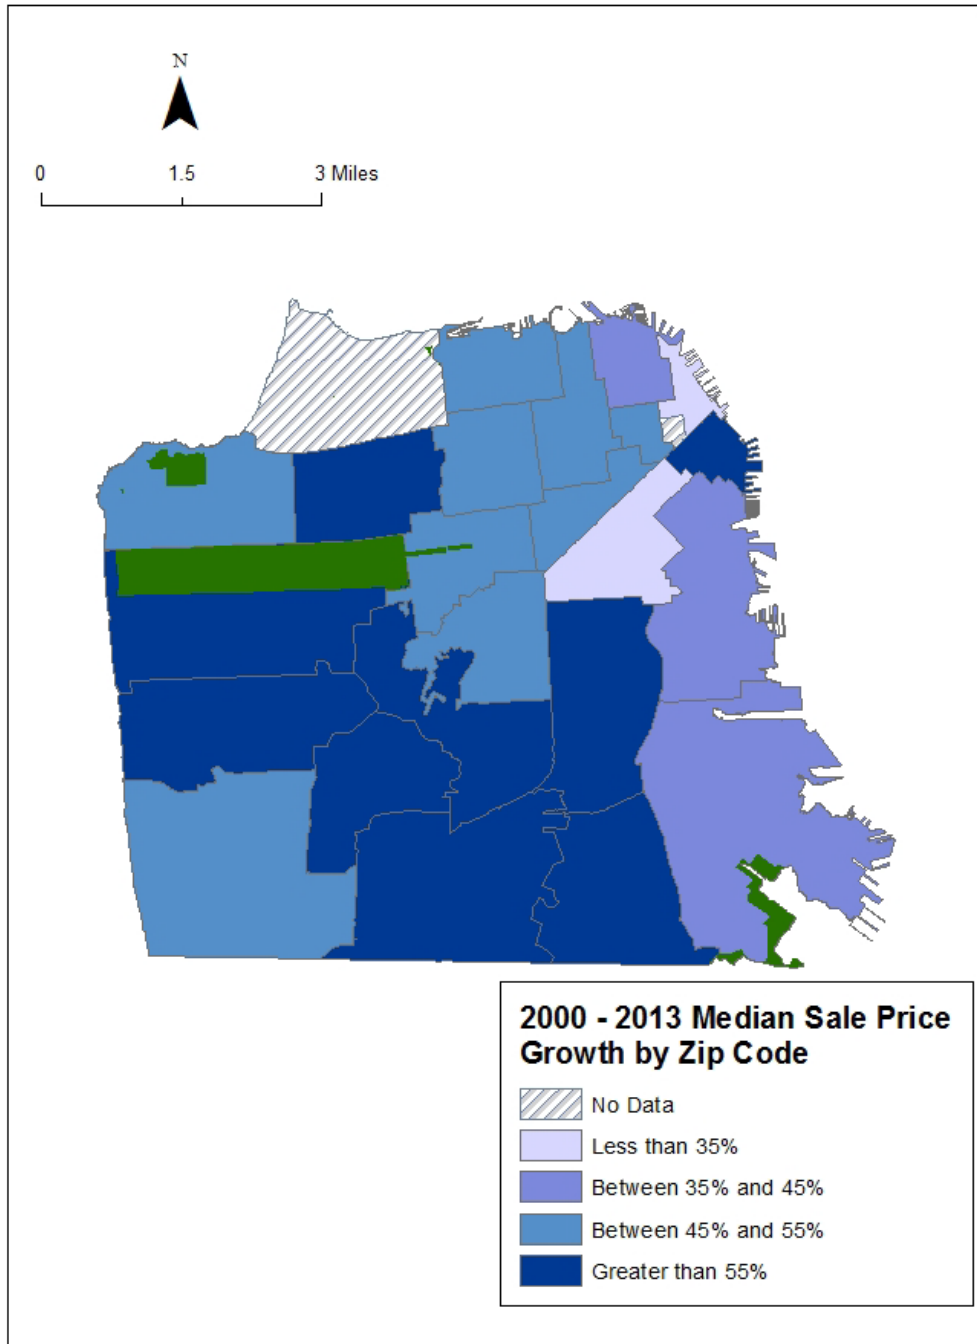 N
0 1.5 3 Miles
2000 - 2013 Median Sale Price
Growth by Zip Code
No Data
Less than 35%
Between 35% and 45%
Between 45% and 55%
Greater than 55%